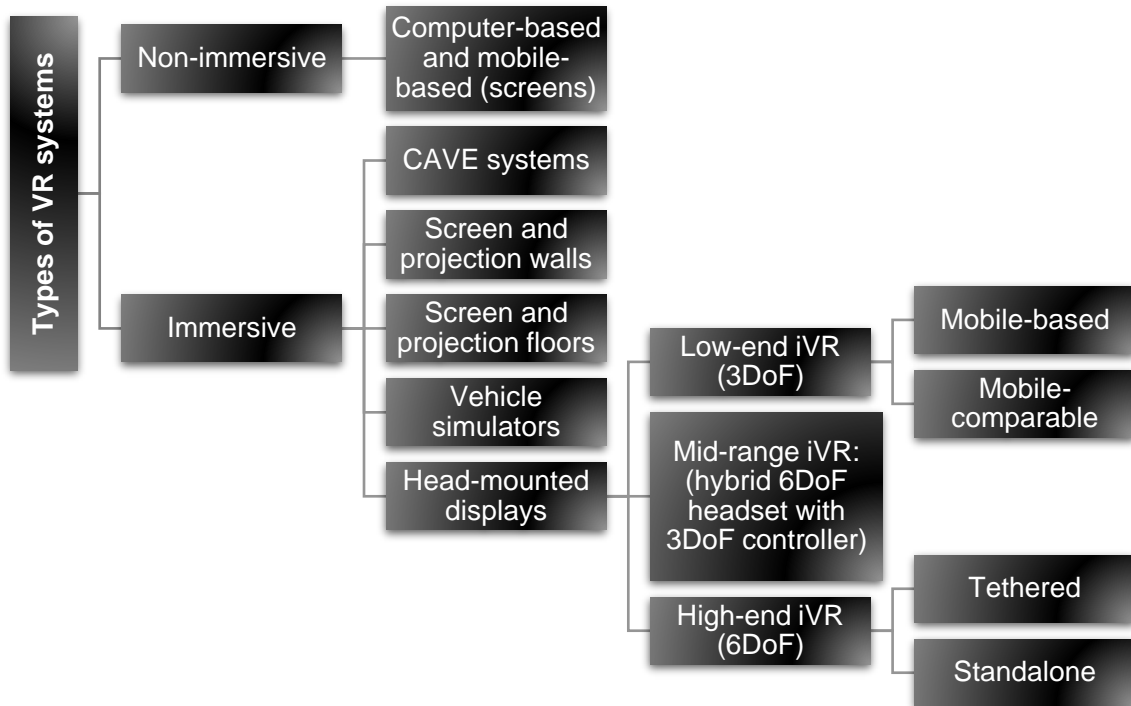 Types of VR systems
Non-immersive
Computer-based
and mobile-
based (screens)
Immersive
CAVE systems
Screen and
projection walls
Screen and
projection floors
Vehicle
simulators
Head-mounted
displays
Low-end iVR
(3DoF)
Mobile-based
Mobile-
comparable
Mid-range iVR:
(hybrid 6DoF
headset with
3DoF controller)
High-end iVR
(6DoF)
Tethered
Standalone